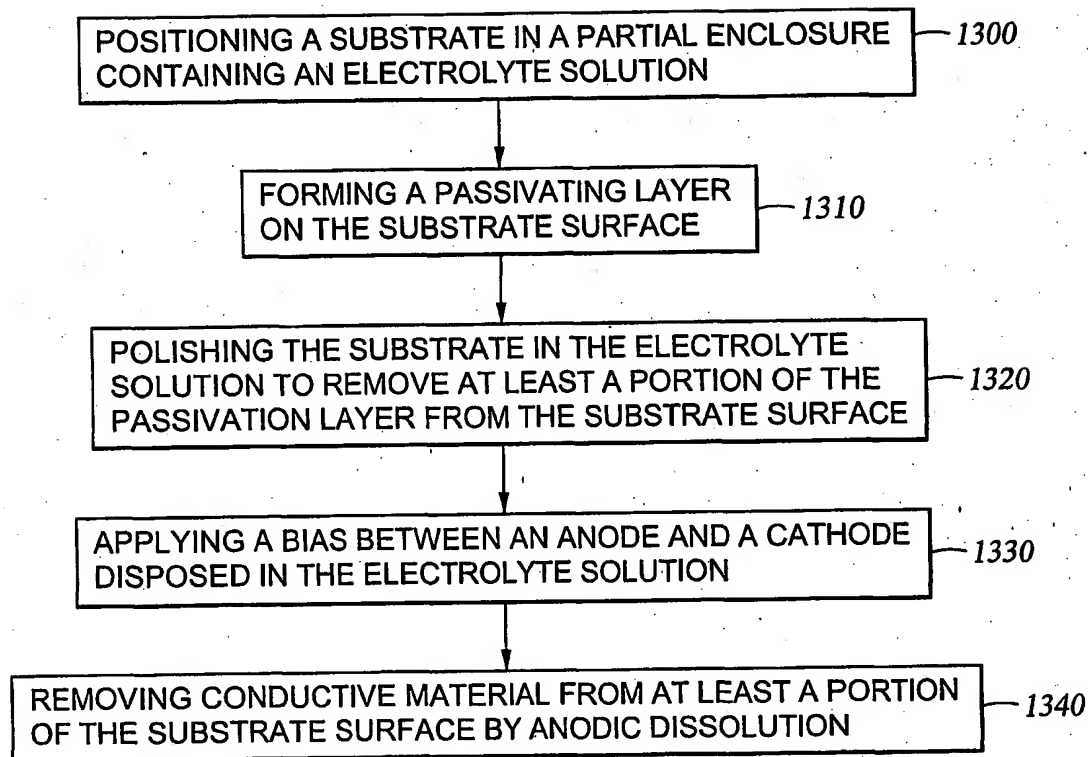 POSITIONING A SUBSTRATE IN A PARTIAL ENCLOSURE
CONTAINING AN ELECTROLYTE SOLUTION
1300
FORMING A PASSIVATING LAYER
ON THE SUBSTRATE SURFACE
1310
POLISHING THE SUBSTRATE IN THE ELECTROLYTE
SOLUTION TO REMOVE AT LEAST A PORTION OF THE
PASSIVATION LAYER FROM THE SUBSTRATE SURFACE
1320
APPLYING A BIAS BETWEEN AN ANODE AND A CATHODE
DISPOSED IN THE ELECTROLYTE SOLUTION
1330
REMOVING CONDUCTIVE MATERIAL FROM AT LEAST A PORTION
OF THE SUBSTRATE SURFACE BY ANODIC DISSOLUTION
1340